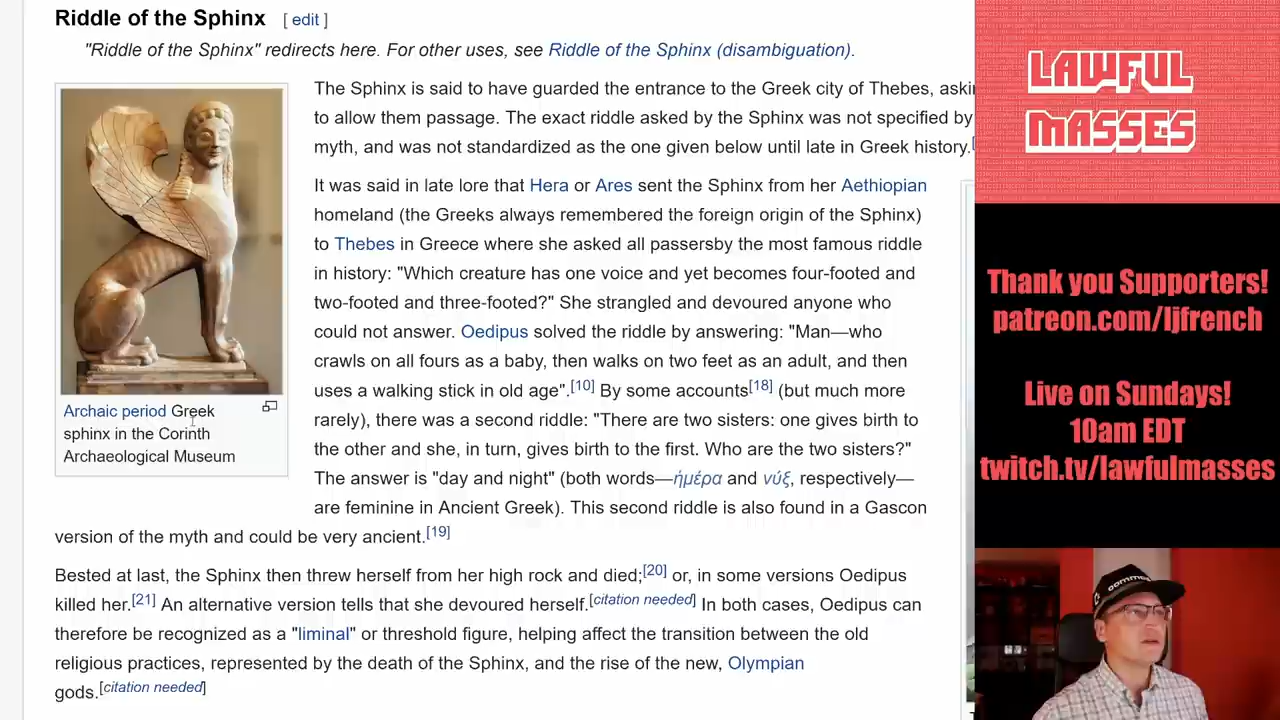 Riddle of the Sphinx [ edit ]
"Riddle of the Sphinx" redirects here. For other uses, see Riddle of the Sphinx (disambiguation).
The Sphinx is said to have guarded the entrance to the Greek city of Thebes,
to allow them passage. The exact riddle asked by the Sphinx was not specified by
myth, and was not standardized as the one given below until late in Greek history.
It was said in late lore that Hera or Ares sent the Sphinx from her Aethiopian
homeland (the Greeks always remembered the foreign origin of the Sphinx)
to Thebes in Greece where she asked all passersby the most famous riddle
in history: "Which creature has one voice and yet becomes four-footed and
two-footed and three-footed?" She strangled and devoured anyone who
could not answer. Oedipus solved the riddle by answering: "Man—who
crawls on all fours as a baby, then walks on two feet as an adult, and then
uses a walking stick in old age".[10] By some accounts[18] (but much more
rarely), there was a second riddle: "There are two sisters: one gives birth to
the other and she, in turn, gives birth to the first. Who are the two sisters?"
The answer is "day and night" (both words—ἡμέρα and νύξ, respectively—
are feminine in Ancient Greek). This second riddle is also found in a Gascon
version of the myth and could be very ancient.[19]
Archaic period Greek
sphinx in the Corinth
Archaeological Museum
Bested at last, the Sphinx then threw herself from her high rock and died;[20] or, in some versions Oedipus
killed her.[21] An alternative version tells that she devoured herself.[citation needed] In both cases, Oedipus can
therefore be recognized as a "liminal" or threshold figure, helping affect the transition between the old
religious practices, represented by the death of the Sphinx, and the rise of the new, Olympian
gods.[citation needed]
LAWFUL
MASSES
Thank you Supporters!
patreon.com/ljfrench
Live on Sundays!
10am EDT
twitch.tv/lawfulmasses